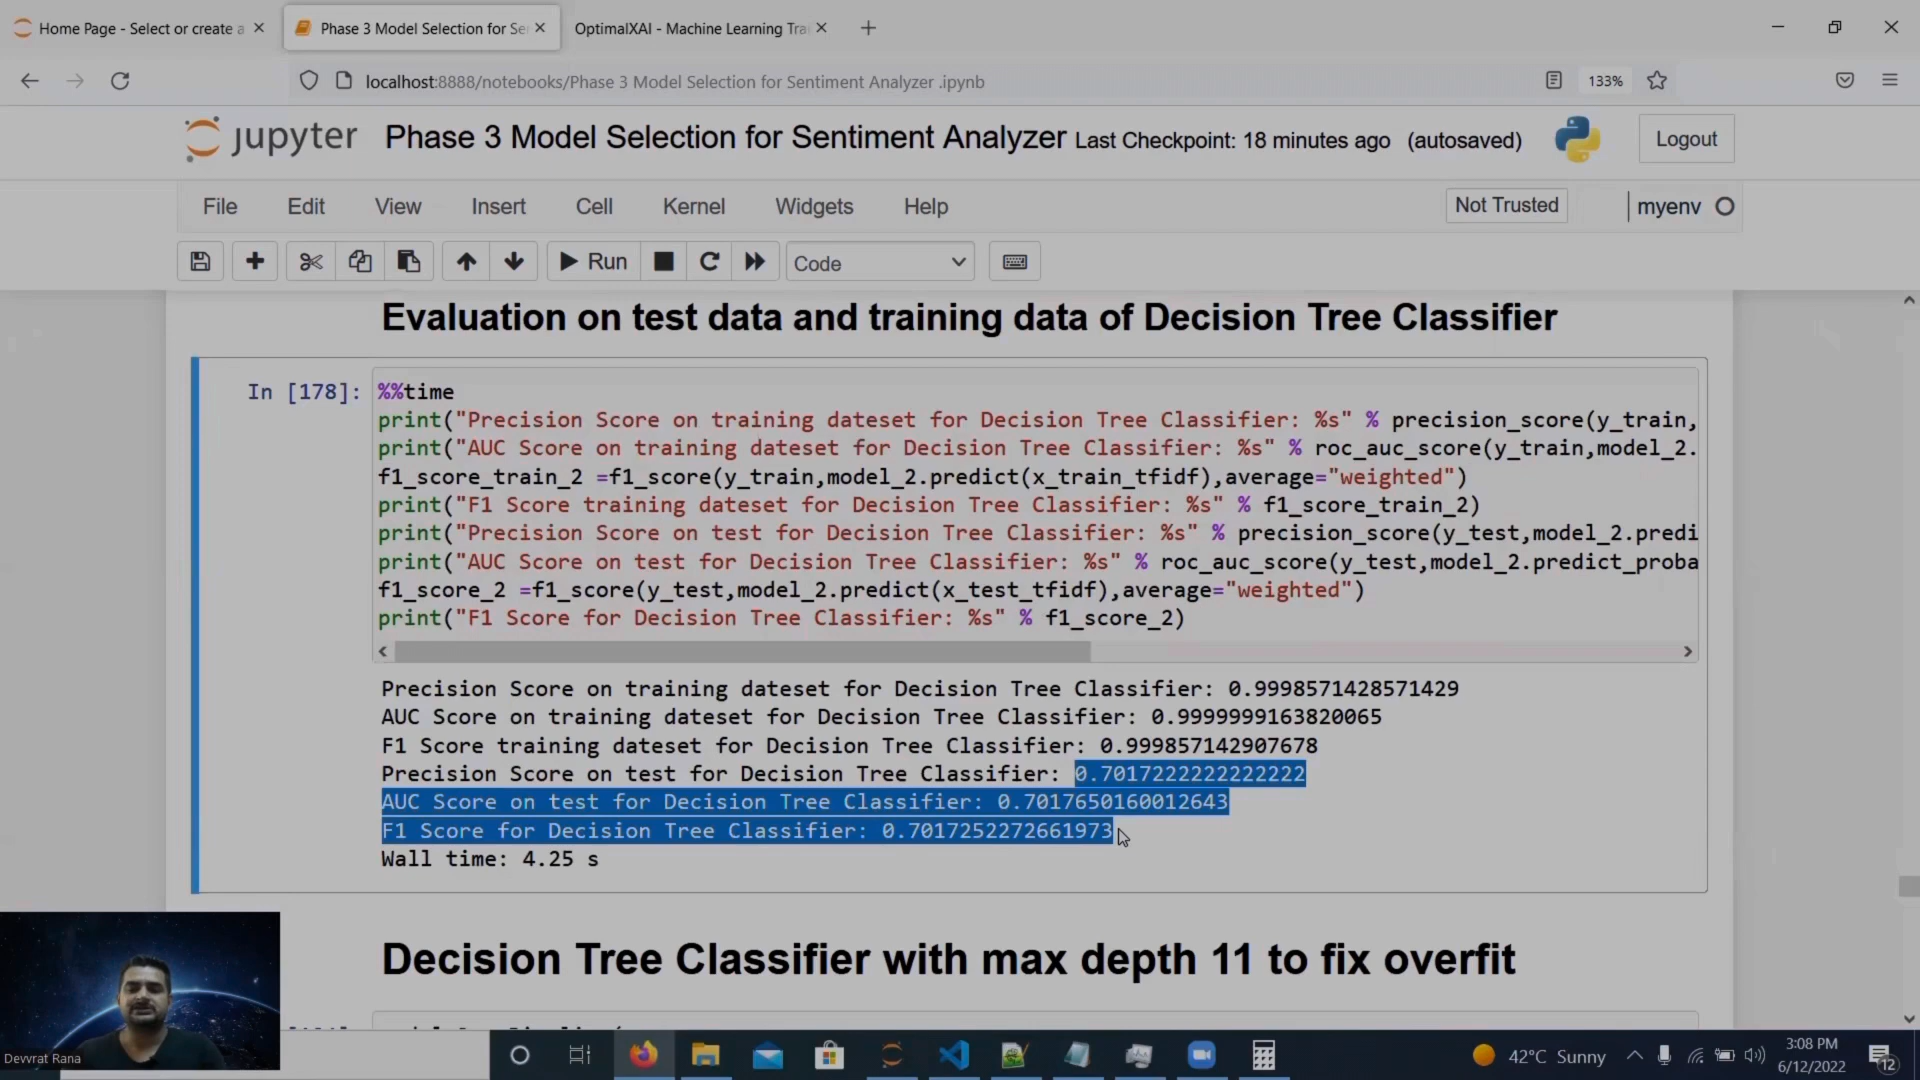 Home Page - Select or create a
Phase 3 Model Selection for Se
OptimalXAI - Machine Learning Tra
localhost:8888/notebooks/Phase 3 Model Selection for Sentiment Analyzer .ipynb
133%
jupyter Phase 3 Model Selection for Sentiment Analyzer Last Checkpoint: 18 minutes ago (autosaved)
Logout
File Edit View Insert Cell Kernel Widgets Help
Not Trusted
myenv
Run
Code
Evaluation on test data and training data of Decision Tree Classifier
In [178]: %%time
print("Precision Score on training dateset for Decision Tree Classifier: %s" % precision_score(y_train,
print("AUC Score on training dateset for Decision Tree Classifier: %s" % roc_auc_score(y_train,model_2.
f1_score_train_2 =f1_score(y_train,model_2.predict(x_train_tfidf),average="weighted")
print("F1 Score training dateset for Decision Tree Classifier: %s" % f1_score_train_2)
print("Precision Score on test for Decision Tree Classifier: %s" % precision_score(y_test,model_2.predi
print("AUC Score on test for Decision Tree Classifier: %s" % roc_auc_score(y_test,model_2.predict_proba
f1_score_2 =f1_score(y_test,model_2.predict(x_test_tfidf),average="weighted")
print("F1 Score for Decision Tree Classifier: %s" % f1_score_2)
Precision Score on training dateset for Decision Tree Classifier: 0.9998571428571429
AUC Score on training dateset for Decision Tree Classifier: 0.9999999163820065
F1 Score training dateset for Decision Tree Classifier: 0.999857142907678
Precision Score on test for Decision Tree Classifier: 0.7017222222222222
AUC Score on test for Decision Tree Classifier: 0.7017650160012643
F1 Score for Decision Tree Classifier: 0.7017252272661973
Wall time: 4.25 s
Decision Tree Classifier with max depth 11 to fix overfit
Devvrat Rana
42°C Sunny
3:08 PM
6/12/2022
12